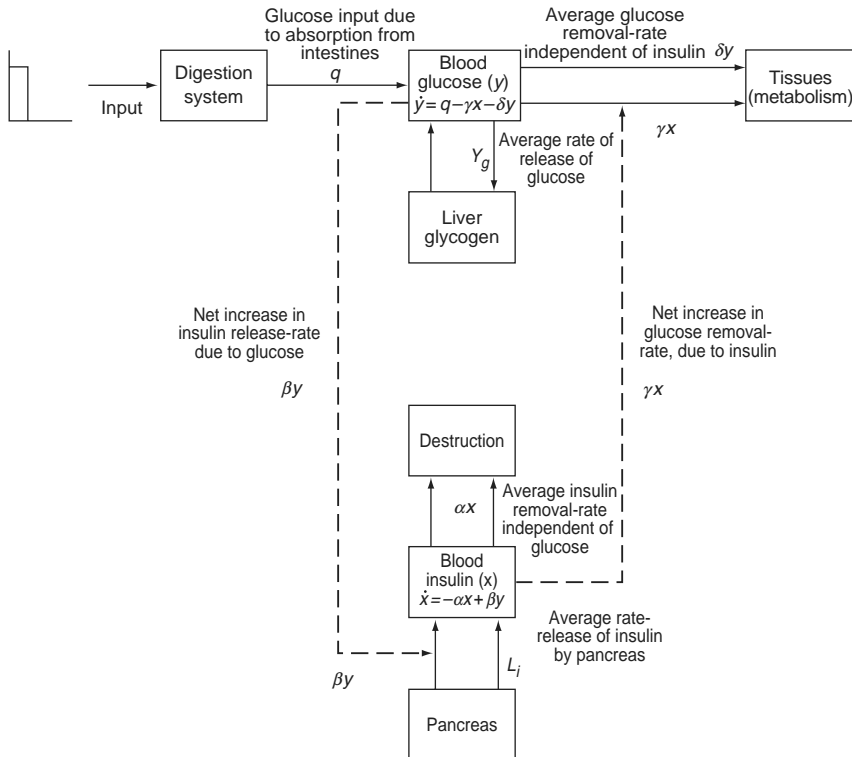 Glucose input due
to absorption from
intestines
q
Average glucose
removal-rate
independent of insulin δy
Input
Digestion
system
Blood
glucose (y)
ẏ = q–γx–δy
Tissues
(metabolism)
γx
Y_g
Average rate of
release of
glucose
Liver
glycogen
Net increase in
insulin release-rate
due to glucose
βy
Net increase in
glucose removal-
rate, due to insulin
γx
Destruction
αx
Average insulin
removal-rate
independent of
glucose
Blood
insulin (x)
ẋ = –αx + βy
Average rate-
release of insulin
by pancreas
βy
L_i
Pancreas